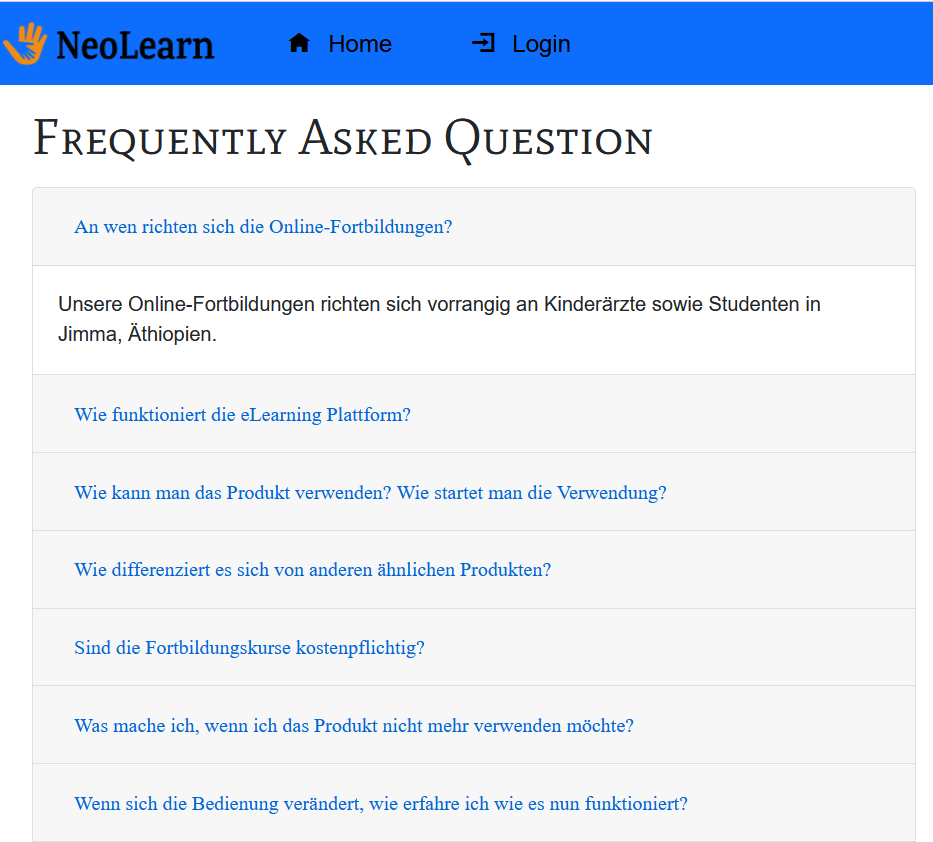 NeoLearn Home Login
Frequently Asked Question
An wen richten sich die Online-Fortbildungen?
Unsere Online-Fortbildungen richten sich vorrangig an Kinderärzte sowie Studenten in
Jimma, Äthiopien.
Wie funktioniert die eLearning Plattform?
Wie kann man das Produkt verwenden? Wie startet man die Verwendung?
Wie differenziert es sich von anderen ähnlichen Produkten?
Sind die Fortbildungskurse kostenpflichtig?
Was mache ich, wenn ich das Produkt nicht mehr verwenden möchte?
Wenn sich die Bedienung verändert, wie erfahre ich wie es nun funktioniert?